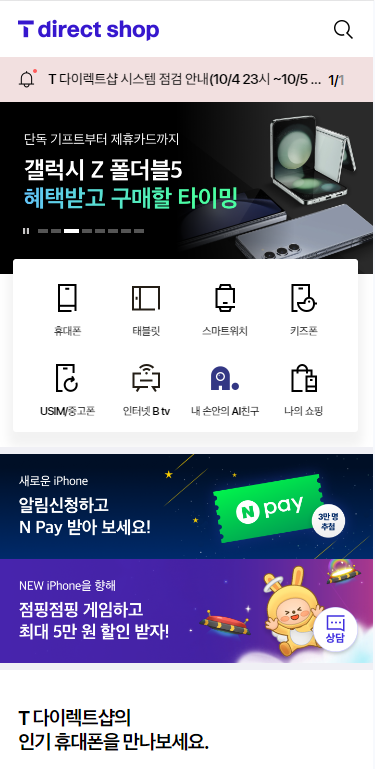 T direct shop
T 다이렉트샵 시스템 점검 안내(10/4 23시 ~10/5 ... 1/1
단독 기프트부터 제휴카드까지
갤럭시 Z 폴더블5
혜택받고 구매할 타이밍
휴대폰 태블릿 스마트워치 키즈폰
USIM/중고폰 인터넷 B tv 내 손안의 AI친구 나의 쇼핑
새로운 iPhone
알림신청하고
N Pay 받아 보세요!
N pay
3만 명
추첨
NEW iPhone을 향해
점핑점핑 게임하고
최대 5만 원 할인 받자!
상담
T 다이렉트샵의
인기 휴대폰을 만나보세요.